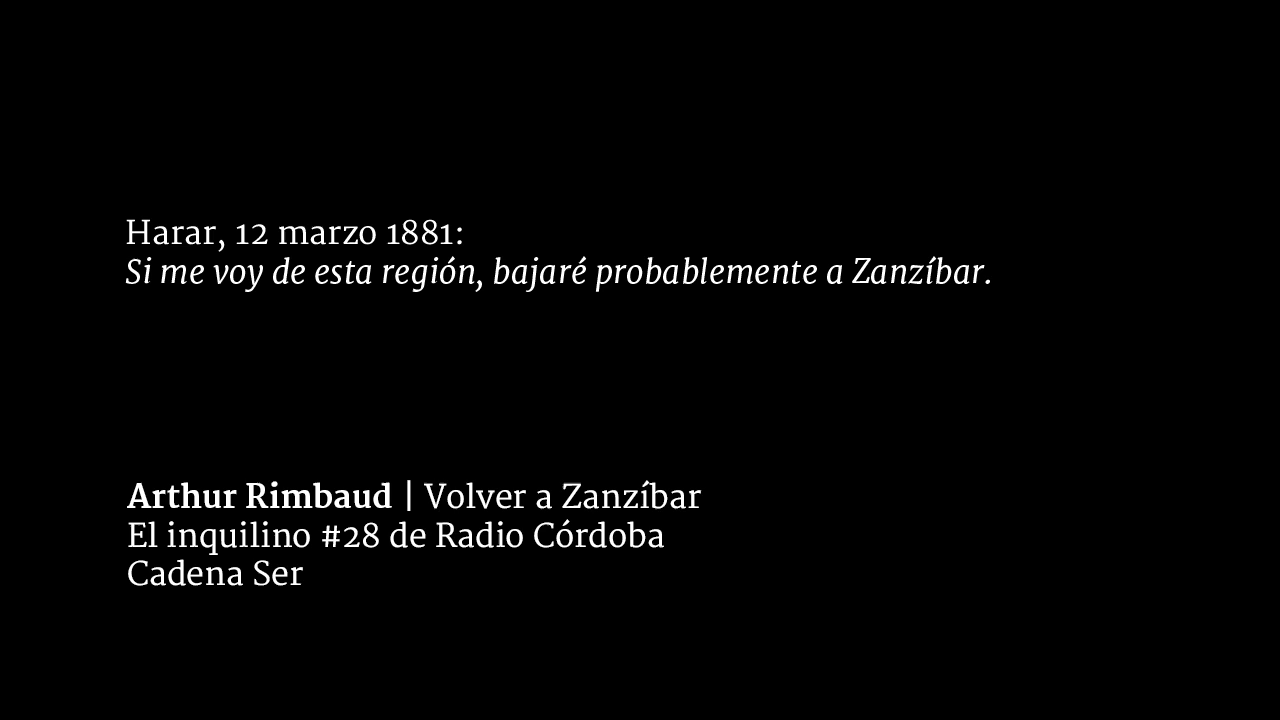 Harar, 12 marzo 1881:
Si me voy de esta región, bajaré probablemente a Zanzíbar.
Arthur Rimbaud | Volver a Zanzíbar
El inquilino #28 de Radio Córdoba
Cadena Ser